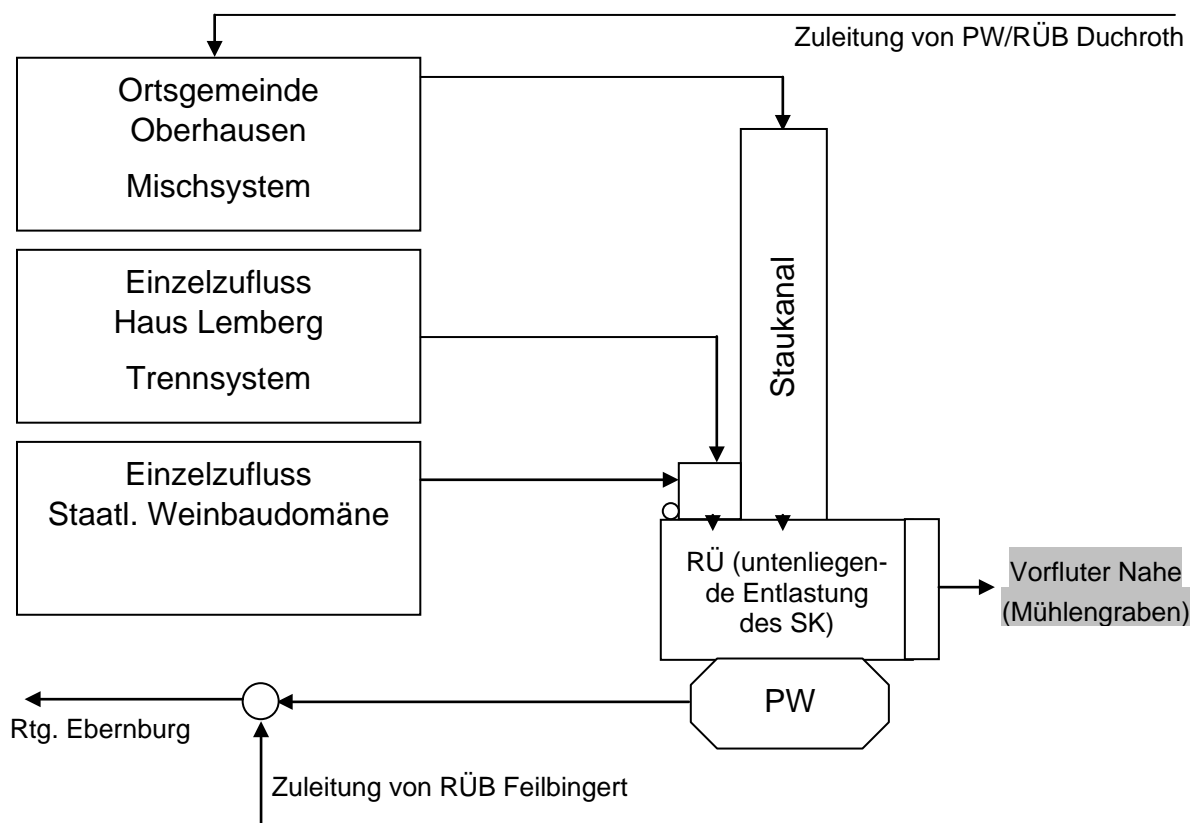 Zuleitung von PW/RÜB Duchroth
Ortsgemeinde
Oberhausen
Mischsystem
Einzelzufluss
Haus Lemberg
Trennsystem
Einzelzufluss
Staatl. Weinbaudomäne
Staukanal
RÜ (untenliegen-
de Entlastung
des SK)
Vorfluter Nahe
(Mühlengraben)
PW
Rtg. Ebernburg
Zuleitung von RÜB Feilbingert